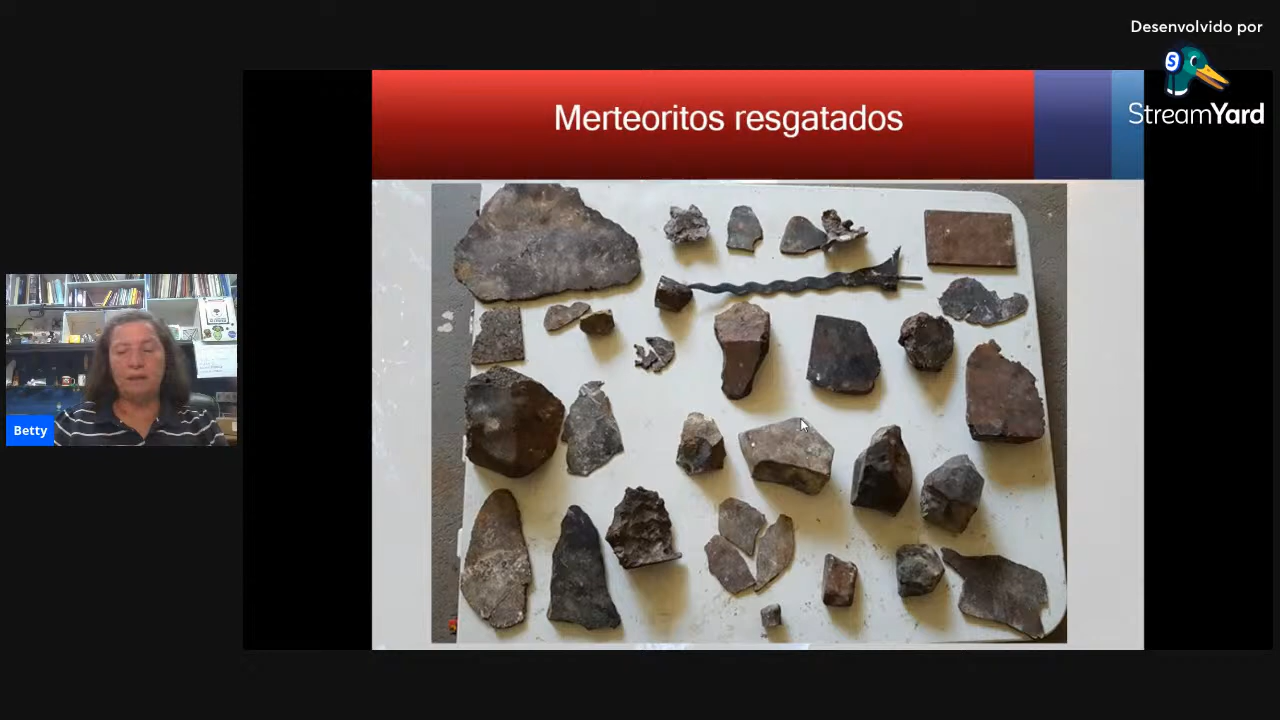 Desenvolvido por
StreamYard
Merteoritos resgatados
Betty